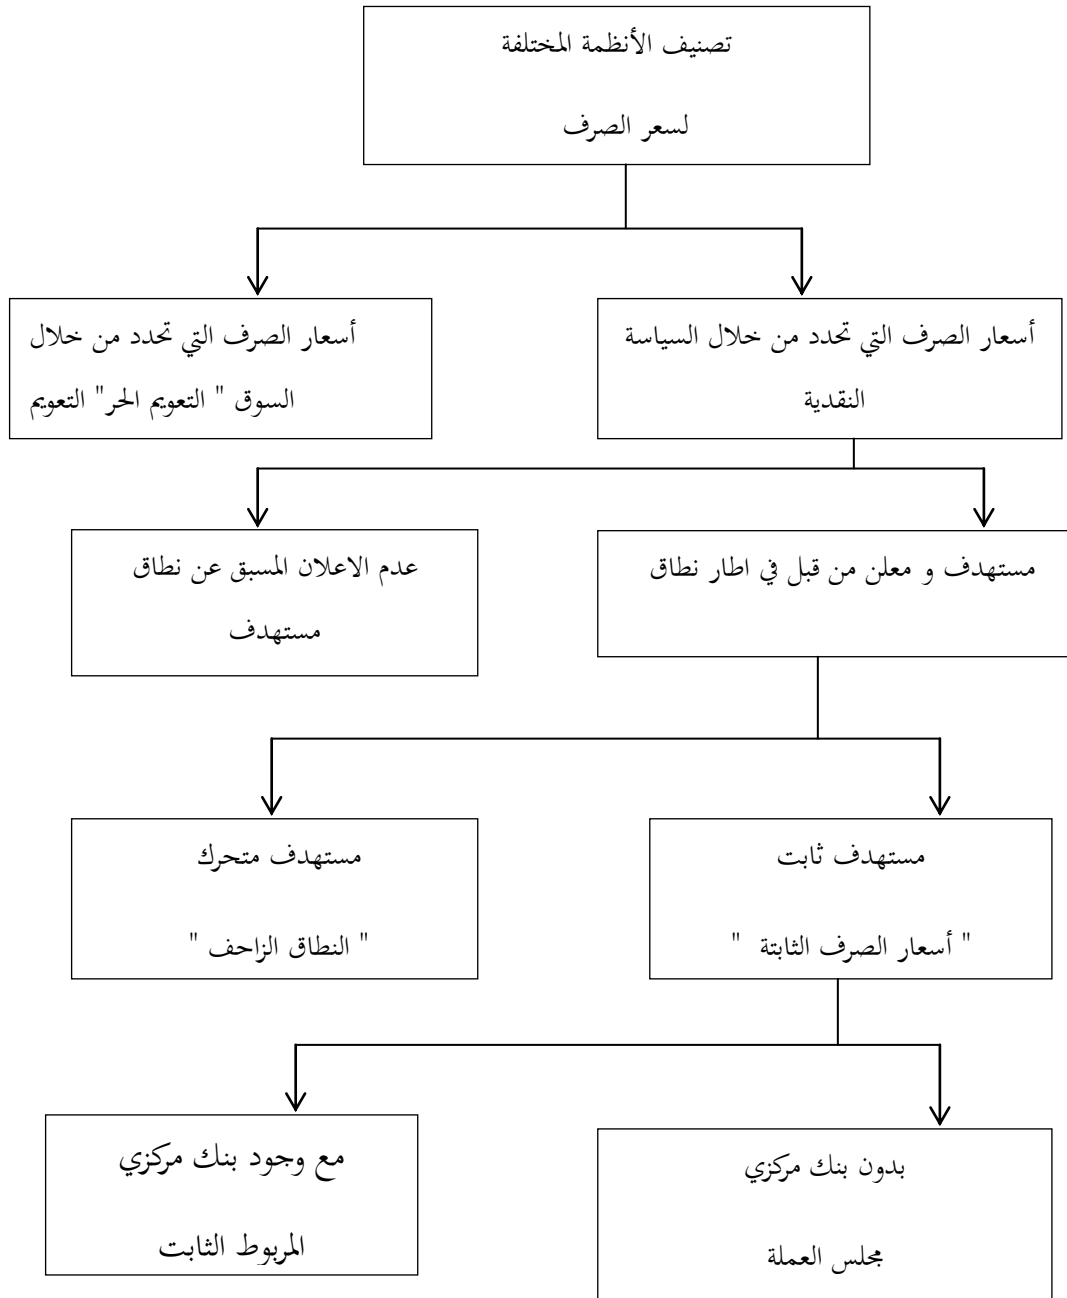 تصنيف الأنظمة المختلفة
لسعر الصرف
أسعار الصرف التي تحدد من خلال السياسة
النقدية
أسعار الصرف التي تحدد من خلال
السوق " التعويم الحر" التعويم
مستهدف و معلن من قبل في اطار نطاق
عدم الاعلان المسبق عن نطاق
مستهدف
مستهدف ثابت
" أسعار الصرف الثابتة "
مستهدف متحرك
" النطاق الزاحف "
بدون بنك مركزي
مجلس العملة
مع وجود بنك مركزي
المربوط الثابت